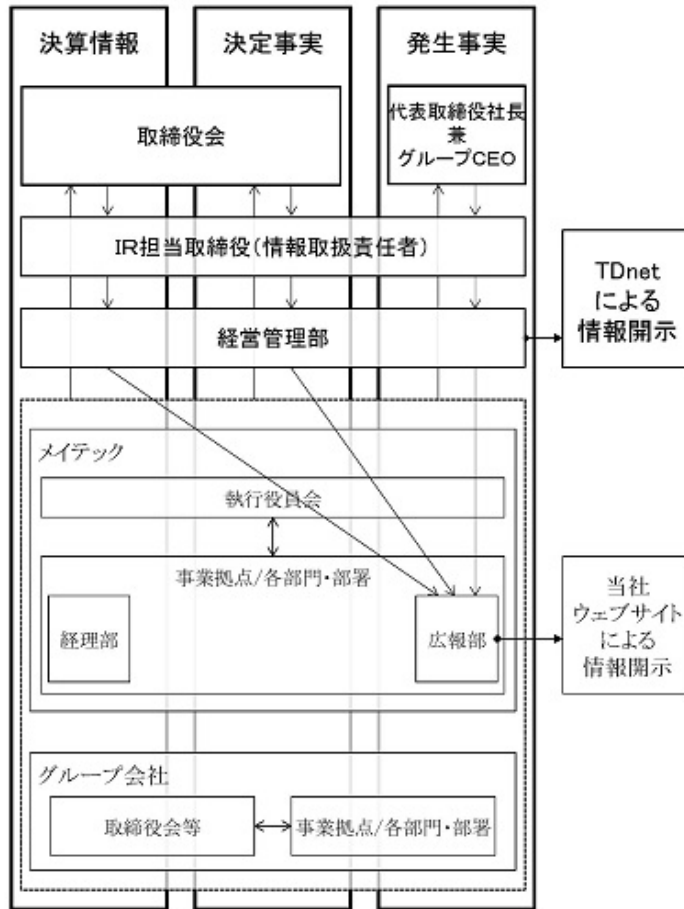 決算情報
決定事実
発生事実
取締役会
代表取締役社長
兼
グループCEO
IR担当取締役(情報取扱責任者)
経営管理部
TDnet
による
情報開示
メイテック
執行役員会
事業拠点/各部門・部署
経理部
広報部
当社
ウェブサイト
による
情報開示
グループ会社
取締役会等
事業拠点/各部門・部署